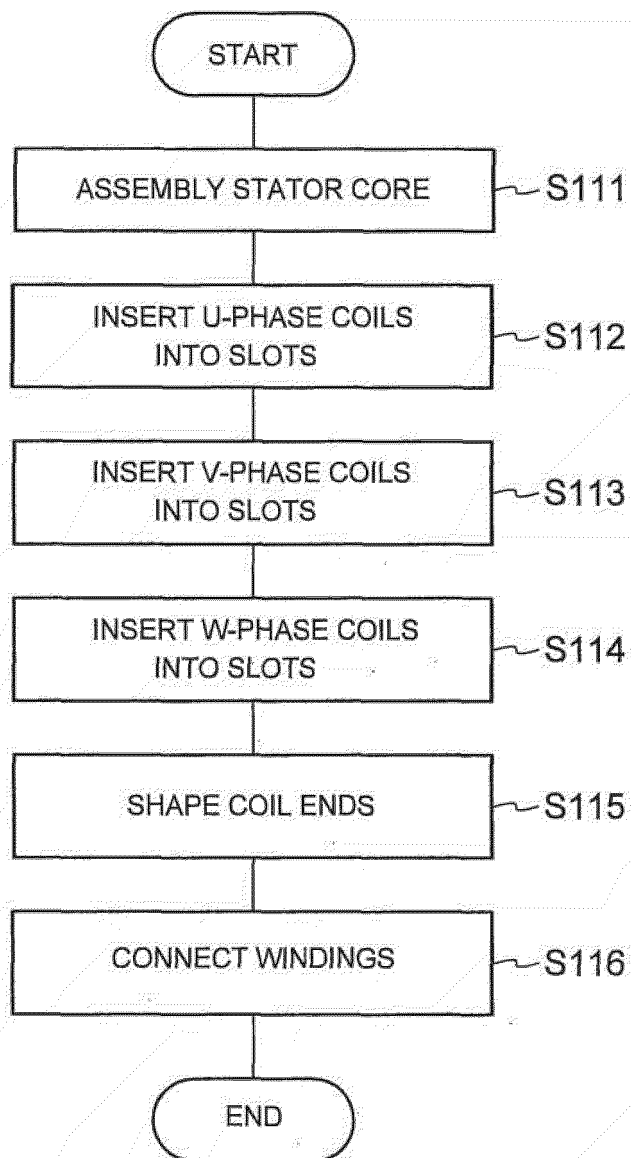 START
ASSEMBLY STATOR CORE
S111
INSERT U-PHASE COILS
INTO SLOTS
S112
INSERT V-PHASE COILS
INTO SLOTS
S113
INSERT W-PHASE COILS
INTO SLOTS
S114
SHAPE COIL ENDS
S115
CONNECT WINDINGS
S116
END